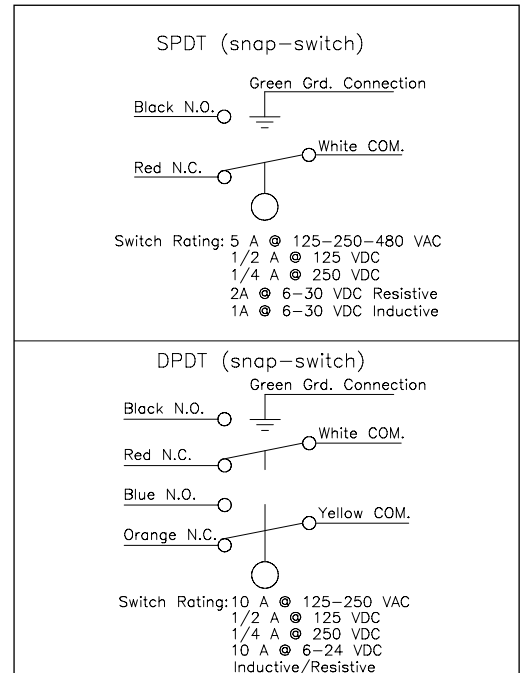 SPDT (snap-switch)
Green Grd. Connection
Black N.O.
White COM.
Red N.C.
Switch Rating: 5 A @ 125-250-480 VAC
1/2 A @ 125 VDC
1/4 A @ 250 VDC
2A @ 6-30 VDC Resistive
1A @ 6-30 VDC Inductive
DPDT (snap-switch)
Green Grd. Connection
Black N.O.
White COM.
Red N.C.
Blue N.O.
Yellow COM.
Orange N.C.
Switch Rating: 10 A @ 125-250 VAC
1/2 A @ 125 VDC
1/4 A @ 250 VDC
10 A @ 6-24 VDC
Inductive/Resistive